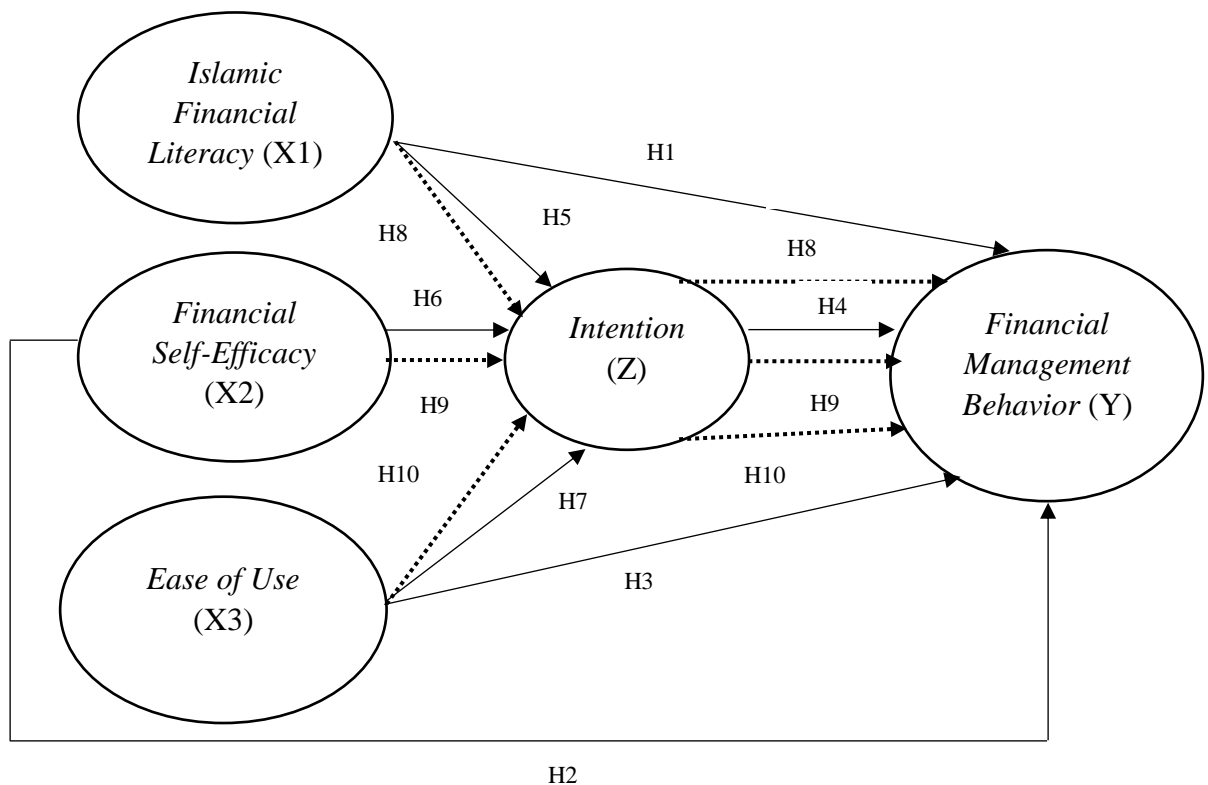 Islamic
Financial
Literacy (X1)
H1
H5
H8
H8
H6
H4
Financial
Self-Efficacy
(X2)
Intention
(Z)
Financial
Management
Behavior (Y)
H9
H9
H10
H10
H7
Ease of Use
(X3)
H3
H2